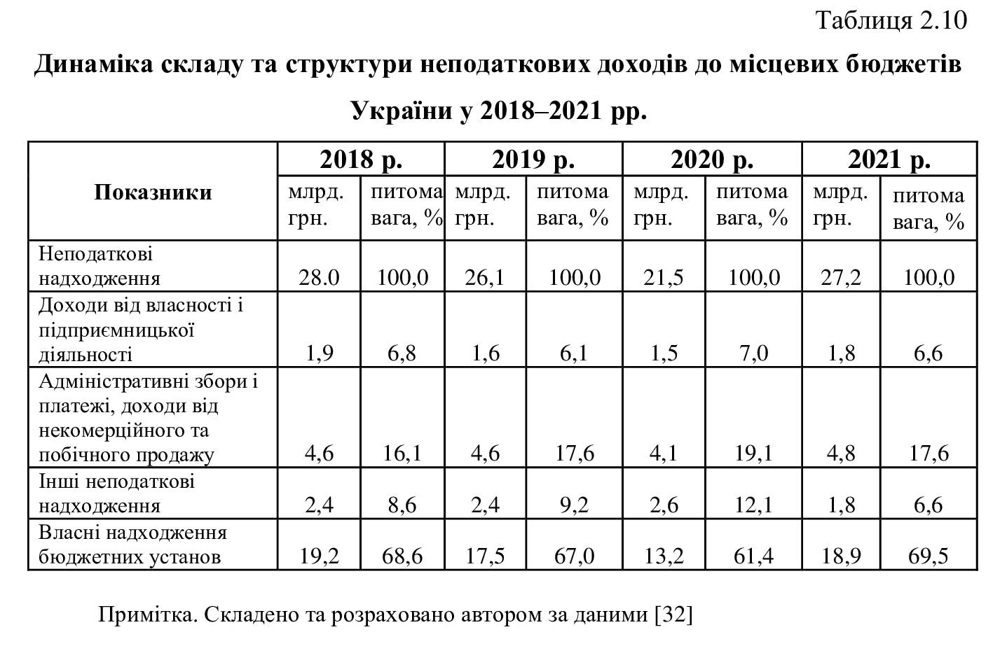 Таблиця 2.10
Динаміка складу та структури неподаткових доходів до місцевих бюджетів
України у 2018–2021 рр.
Показники 2018 р. 2019 р. 2020 р. 2021 р.
млрд. питома млрд. питома млрд. питома млрд. питома
грн. вага, % грн. вага, % грн. вага, % грн. вага, %
Неподаткові
надходження 28.0 100,0 26,1 100,0 21,5 100,0 27,2 100,0
Доходи від власності і
підприємницької
діяльності 1,9 6,8 1,6 6,1 1,5 7,0 1,8 6,6
Адміністративні збори і
платежі, доходи від
некомерційного та
побічного продажу 4,6 16,1 4,6 17,6 4,1 19,1 4,8 17,6
Інші неподаткові
надходження 2,4 8,6 2,4 9,2 2,6 12,1 1,8 6,6
Власні надходження
бюджетних установ 19,2 68,6 17,5 67,0 13,2 61,4 18,9 69,5
Примітка. Складено та розраховано автором за даними [32]